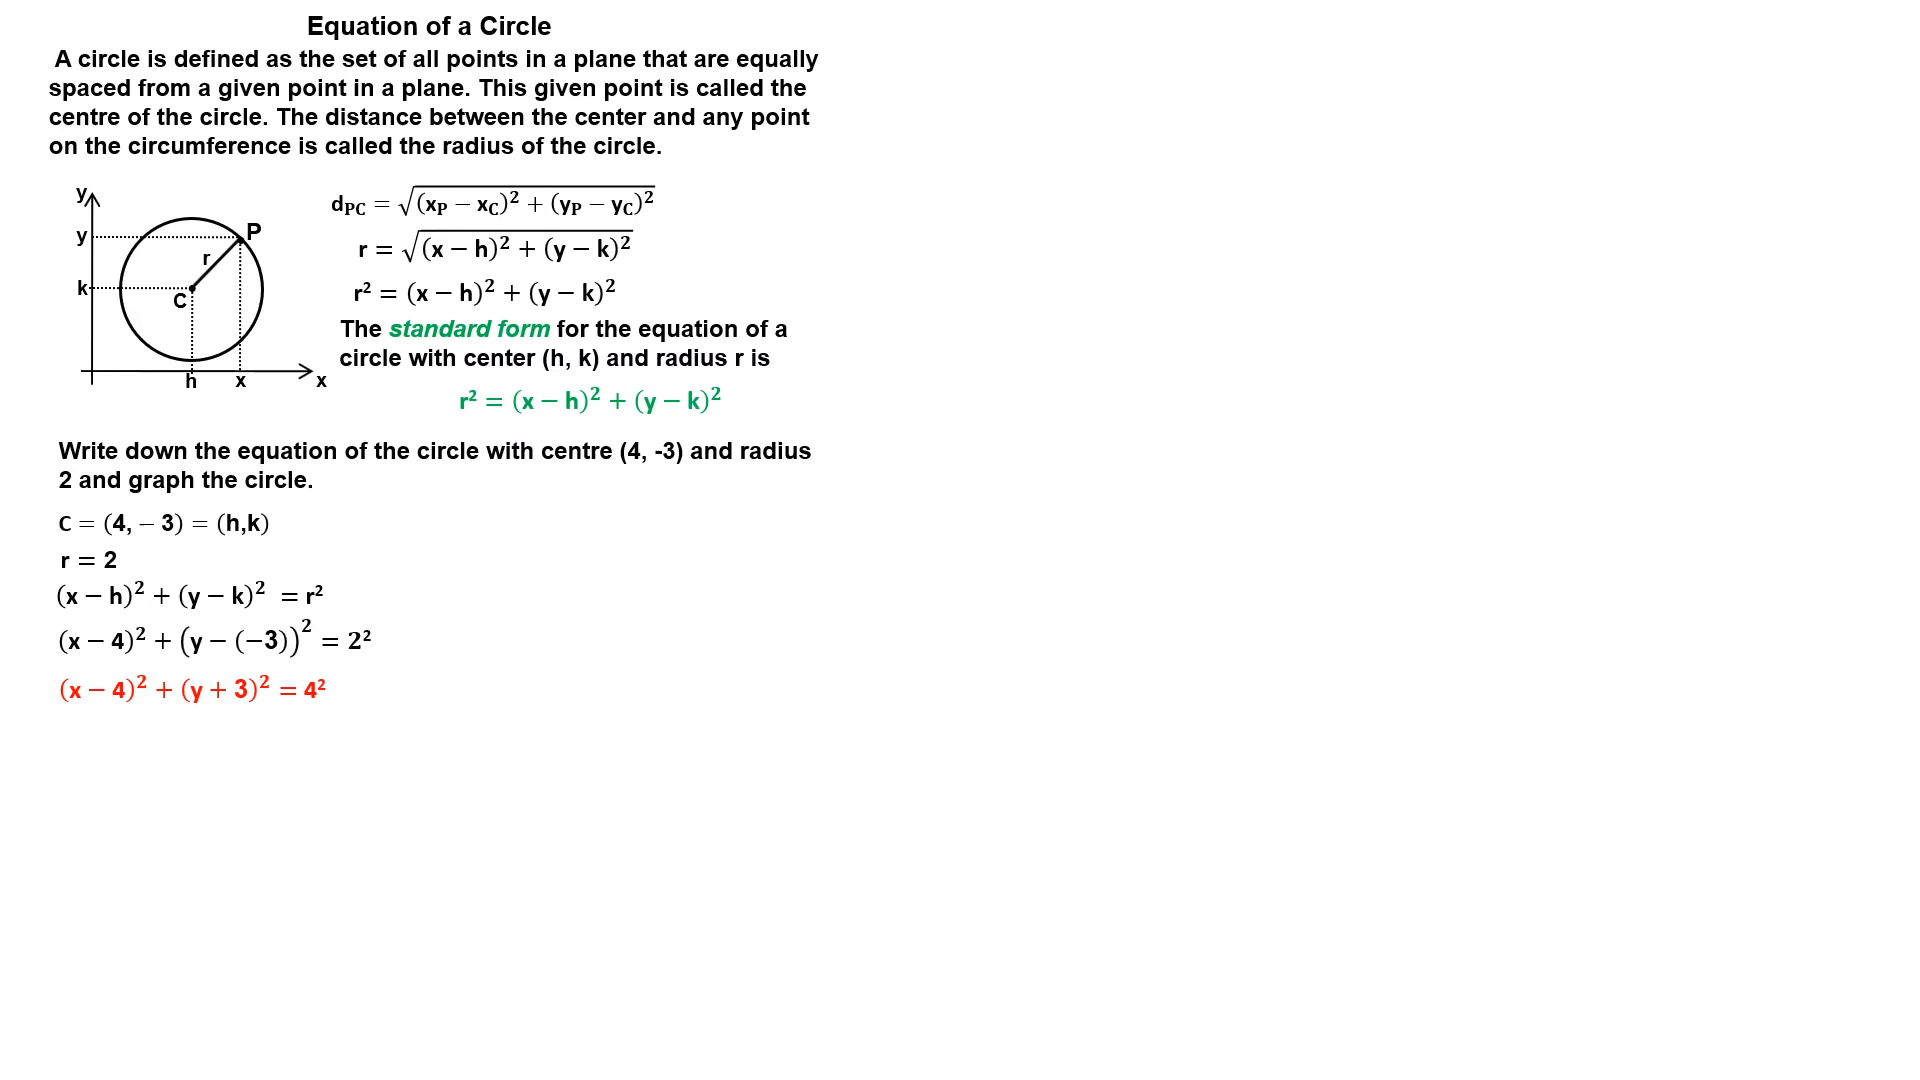 Equation of a Circle
A circle is defined as the set of all points in a plane that are equally
spaced from a given point in a plane. This given point is called the
centre of the circle. The distance between the center and any point
on the circumference is called the radius of the circle.
y
y
P
r
k
C
h
x
x
d_PC = √((x_P − x_C)² + (y_P − y_C)²)
r = √((x − h)² + (y − k)²)
r² = (x − h)² + (y − k)²
The standard form for the equation of a
circle with center (h, k) and radius r is
r² = (x − h)² + (y − k)²
Write down the equation of the circle with centre (4, -3) and radius
2 and graph the circle.
C = (4, − 3) = (h,k)
r = 2
(x − h)² + (y − k)² = r²
(x − 4)² + (y − (−3))² = 2²
(x − 4)² + (y + 3)² = 4²